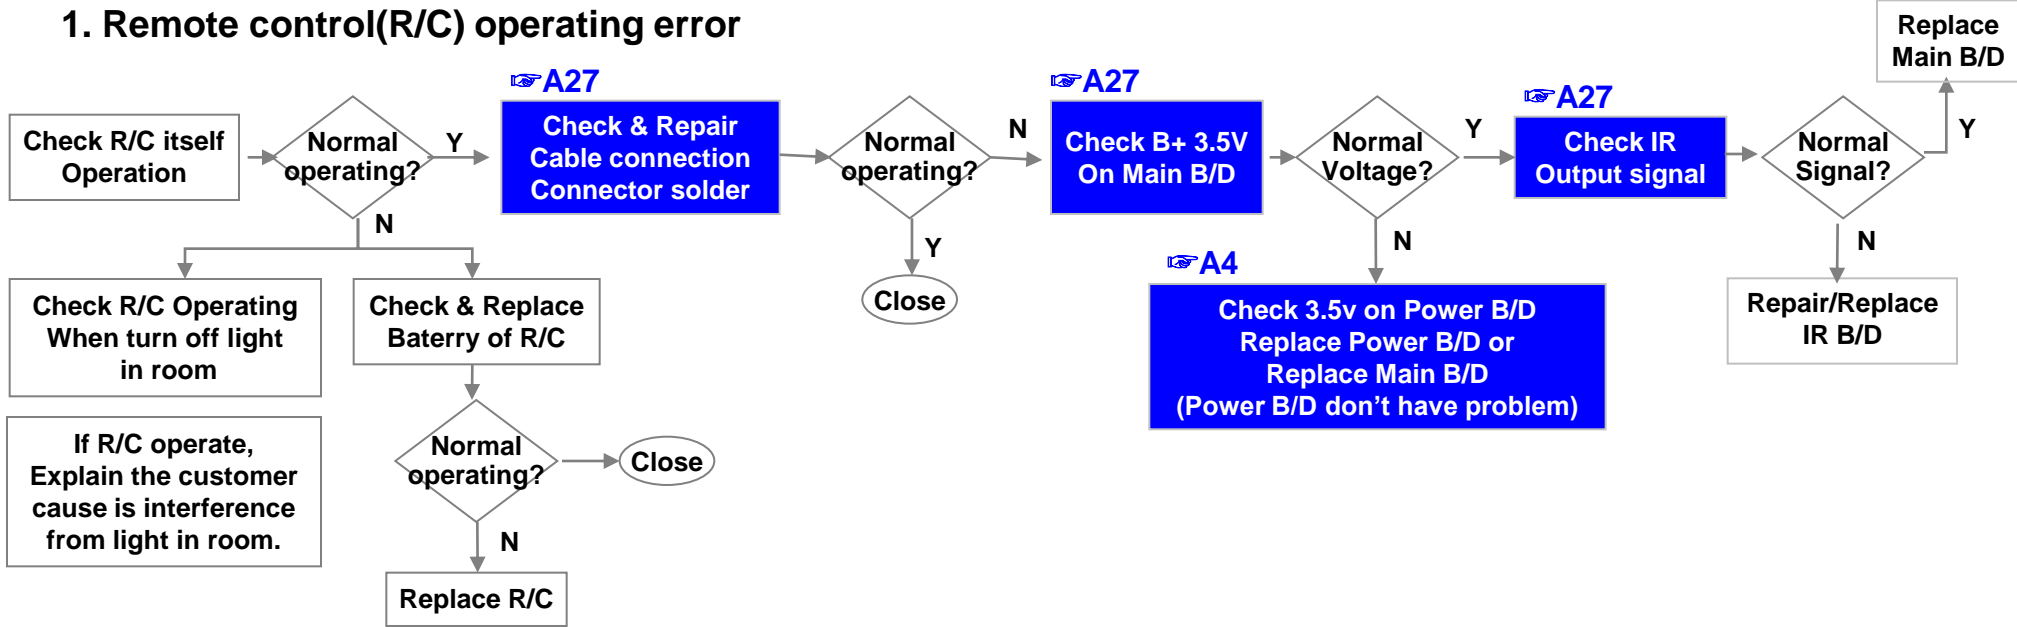 1. Remote control(R/C) operating error
Replace
Main B/D
☞A27
☞A27
☞A27
Check R/C itself
Operation
Normal
operating?
Y
Check & Repair
Cable connection
Connector solder
Normal
operating?
N
Check B+ 3.5V
On Main B/D
Normal
Voltage?
Y
Check IR
Output signal
Normal
Signal?
Y
N
Y
N
N
Close
☞A4
Check R/C Operating
When turn off light
in room
Check & Replace
Baterry of R/C
Check 3.5v on Power B/D
Replace Power B/D or
Replace Main B/D
(Power B/D don’t have problem)
Repair/Replace
IR B/D
If R/C operate,
Explain the customer
cause is interference
from light in room.
Normal
operating?
Close
N
Replace R/C